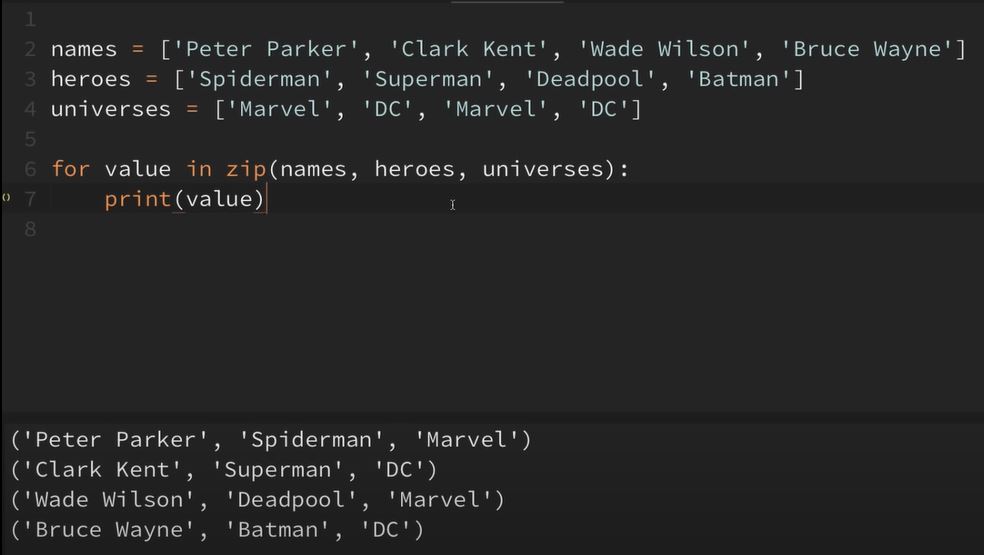 1
2 names = ['Peter Parker', 'Clark Kent', 'Wade Wilson', 'Bruce Wayne']
3 heroes = ['Spiderman', 'Superman', 'Deadpool', 'Batman']
4 universes = ['Marvel', 'DC', 'Marvel', 'DC']
5
6 for value in zip(names, heroes, universes):
() 7     print(value)
8
('Peter Parker', 'Spiderman', 'Marvel')
('Clark Kent', 'Superman', 'DC')
('Wade Wilson', 'Deadpool', 'Marvel')
('Bruce Wayne', 'Batman', 'DC')